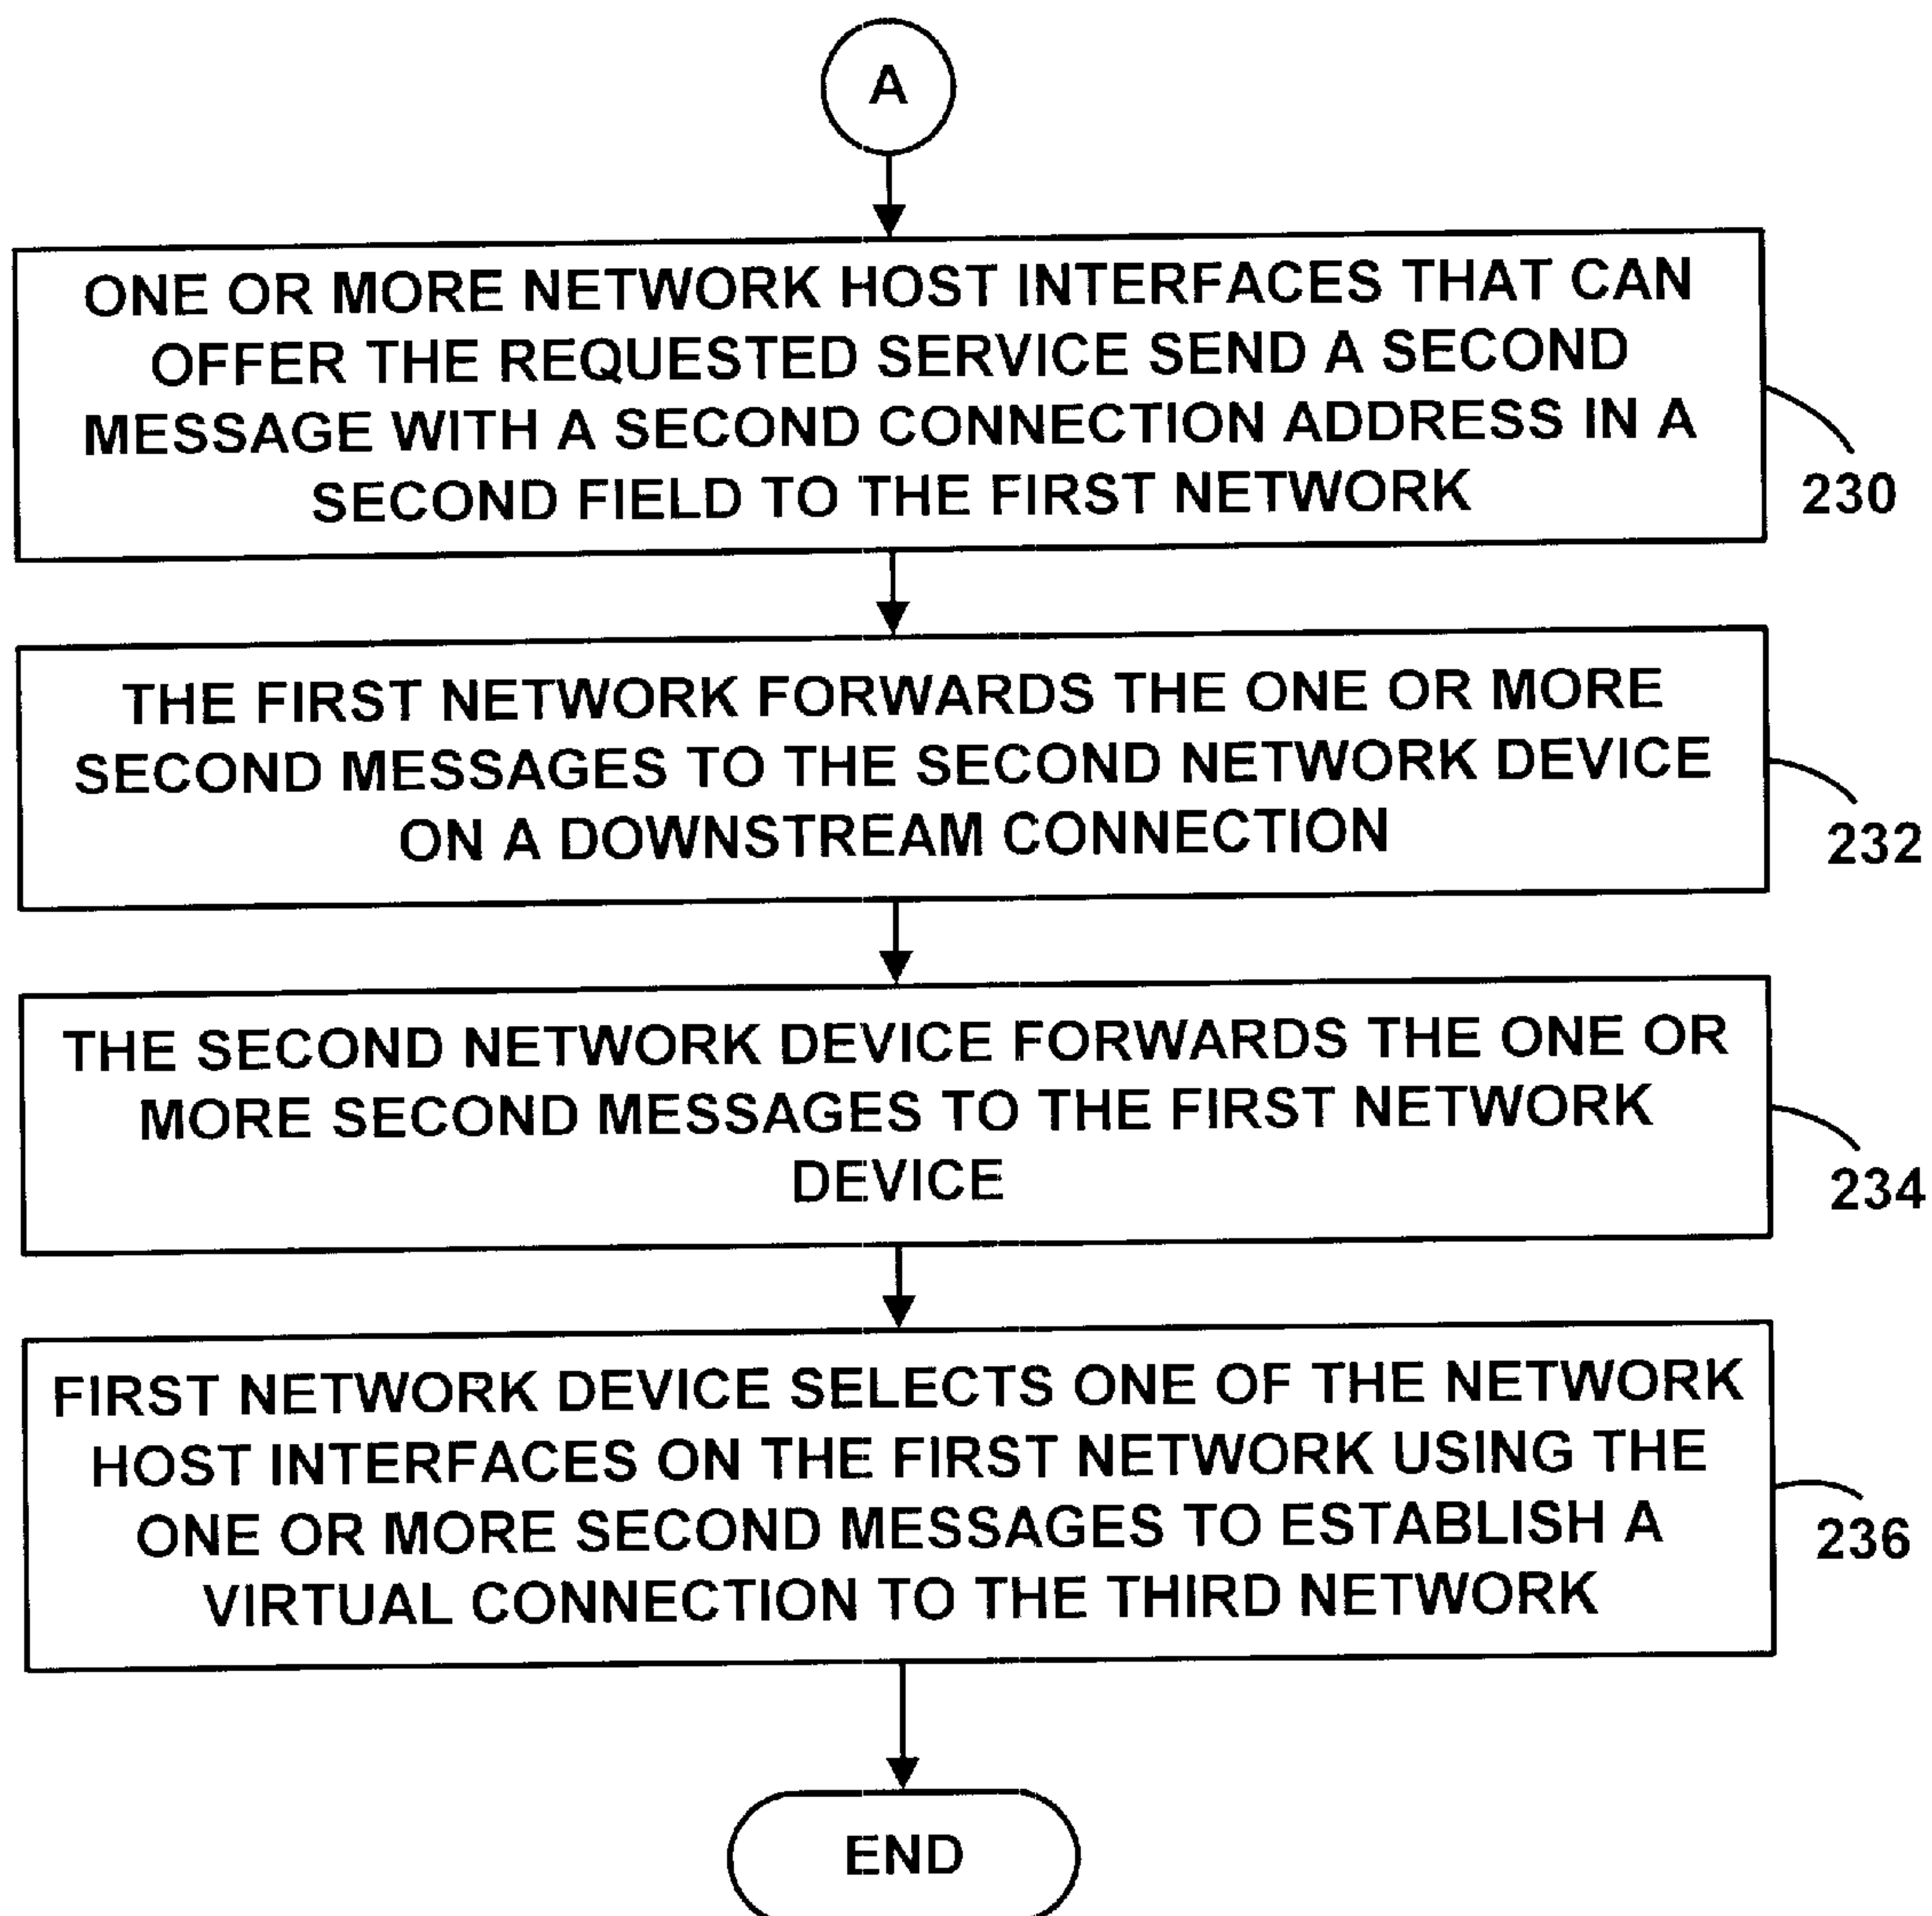 A
ONE OR MORE NETWORK HOST INTERFACES THAT CAN
OFFER THE REQUESTED SERVICE SEND A SECOND
MESSAGE WITH A SECOND CONNECTION ADDRESS IN A
SECOND FIELD TO THE FIRST NETWORK
230
THE FIRST NETWORK FORWARDS THE ONE OR MORE
SECOND MESSAGES TO THE SECOND NETWORK DEVICE
ON A DOWNSTREAM CONNECTION
232
THE SECOND NETWORK DEVICE FORWARDS THE ONE OR
MORE SECOND MESSAGES TO THE FIRST NETWORK
DEVICE
234
FIRST NETWORK DEVICE SELECTS ONE OF THE NETWORK
HOST INTERFACES ON THE FIRST NETWORK USING THE
ONE OR MORE SECOND MESSAGES TO ESTABLISH A
VIRTUAL CONNECTION TO THE THIRD NETWORK
236
END